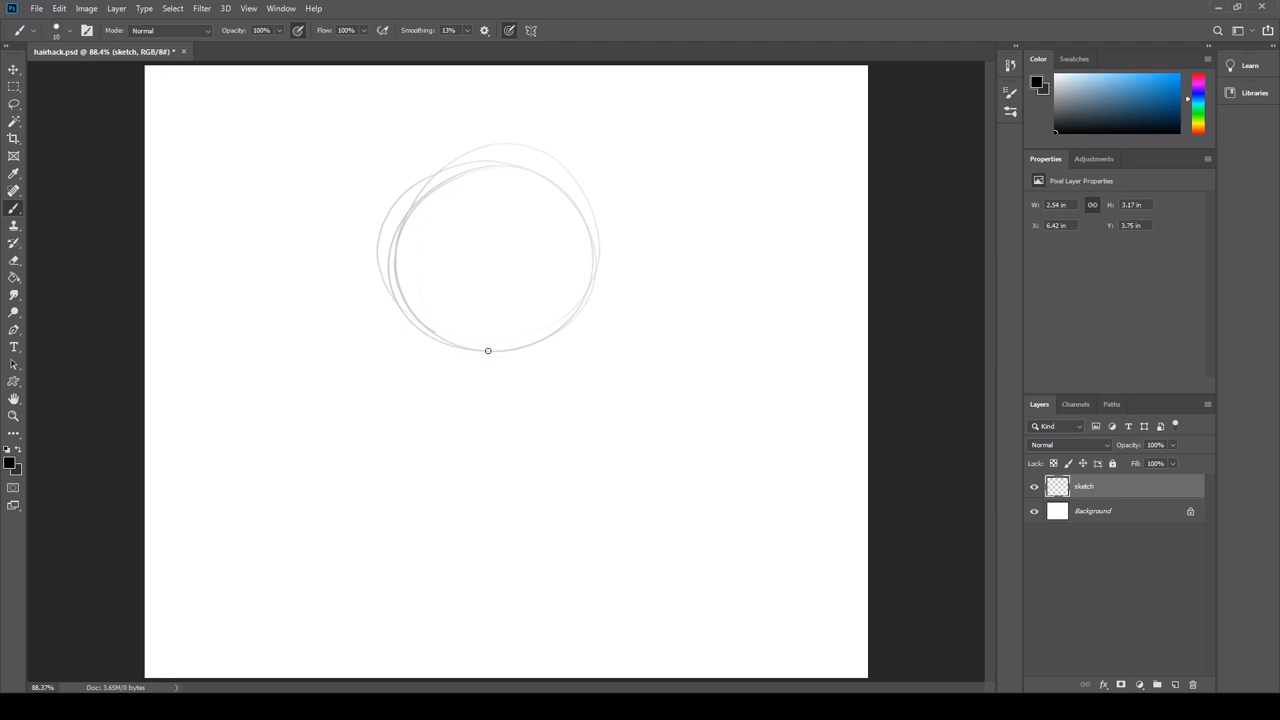 Ps File Edit Image Layer Type Select Filter 3D View Window Help
10 Mode: Normal Opacity: 100% Flow: 100% Smoothing: 13%
hairhack.psd @ 88.4% (sketch, RGB/8#) * ×
Color Swatches
Learn
Libraries
Properties Adjustments
Pixel Layer Properties
W: 2.54 in H: 3.17 in
X: 6.42 in Y: 3.75 in
Layers Channels Paths
Kind
Normal Opacity: 100%
Lock: Fill: 100%
sketch
Background
88.37% Doc: 3.65M/0 bytes